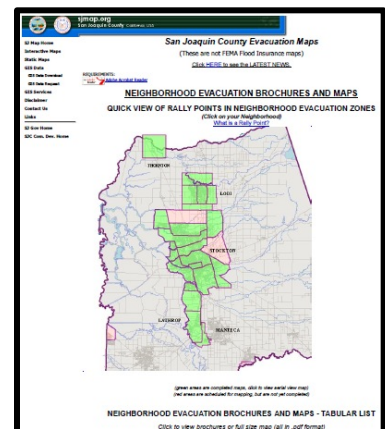 sjmap.org
San Joaquin County, California USA
SJ Map Home
Interactive Maps
Static Maps
GIS Data
GIS Data Download
GIS Data Request
GIS Services
Disclaimer
Contact Us
Links
SJ Gov Home
SJC Com. Dev. Home
San Joaquin County Evacuation Maps
(These are not FEMA Flood Insurance maps)
Click HERE to see the LATEST NEWS.
REQUIREMENTS:
Adobe Acrobat Reader
NEIGHBORHOOD EVACUATION BROCHURES AND MAPS
QUICK VIEW OF RALLY POINTS IN NEIGHBORHOOD EVACUATION ZONES
(Click on your Neighborhood)
What is a Rally Point?
THORNTON
LODI
STOCKTON
LATHROP
MANTECA
(green areas are completed maps, click to view aerial view map)
(red areas are scheduled for mapping, but are not yet completed)
NEIGHBORHOOD EVACUATION BROCHURES AND MAPS - TABULAR LIST
Click to view brochures or full size map (all in .pdf format)